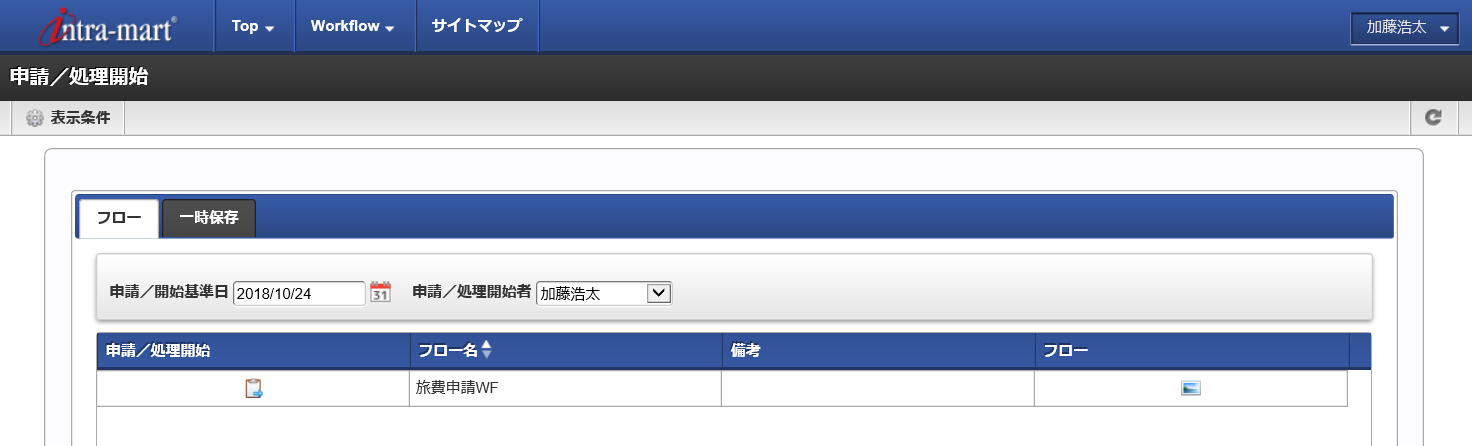 intra-mart®
Top Workflow サイトマップ 加藤浩太
申請／処理開始
表示条件
フロー 一時保存
申請／開始基準日 2018/10/24 31 申請／処理開始者 加藤浩太
申請／処理開始 フロー名 備考 フロー
旅費申請WF